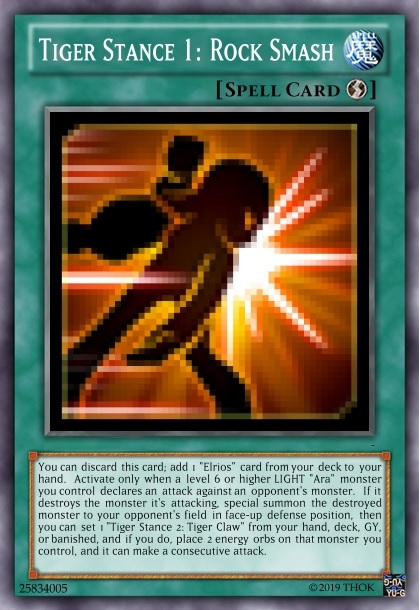 Tiger Stance 1: Rock Smash
[Spell Card]
You can discard this card; add 1 "Elrios" card from your deck to your
hand. Activate only when a level 6 or higher LIGHT "Ara" monster
you control declares an attack against an opponent's monster. If it
destroys the monster it's attacking, special summon the destroyed
monster to your opponent's field in face-up defense position, then
you can set 1 "Tiger Stance 2: Tiger Claw" from your hand, deck, GY,
or banished, and if you do, place 2 energy orbs on that monster you
control, and it can make a consecutive attack.
25834005
©2019 THOK